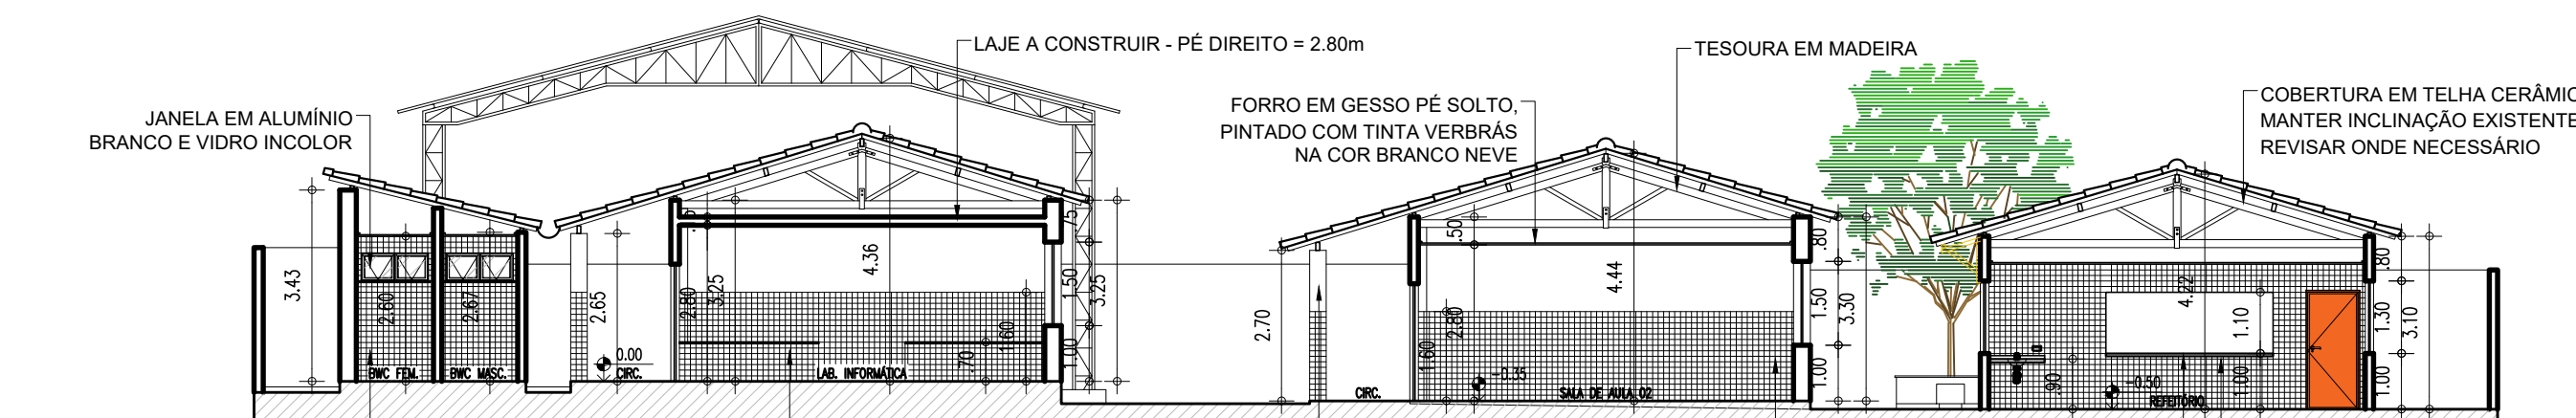 LAJE A CONSTRUIR - PÉ DIREITO = 2.80m
TESOURA EM MADEIRA
JANELA EM ALUMÍNIO
BRANCO E VIDRO INCOLOR
FORRO EM GESSO PÉ SOLTO,
PINTADO COM TINTA VERBRÁS
NA COR BRANCO NEVE
COBERTURA EM TELHA CERÂMIC
MANTER INCLINAÇÃO EXISTENTE
REVISAR ONDE NECESSÁRIO
3.43
2.60
2.67
2.65
2.80
3.25
4.36
.75
1.50
3.25
1.60
.70
1.00
0.00
BWC FEM.
BWC MASC.
CIRC.
LAB. INFORMÁTICA
2.70
.50
2.80
1.60
4.44
.80
1.50
3.30
1.00
-0.35
CIRC.
SALA DE AULA 02
4.22
1.10
.90
1.00
-0.50
REFEITÓRIO
.80
1.30
3.10
1.00